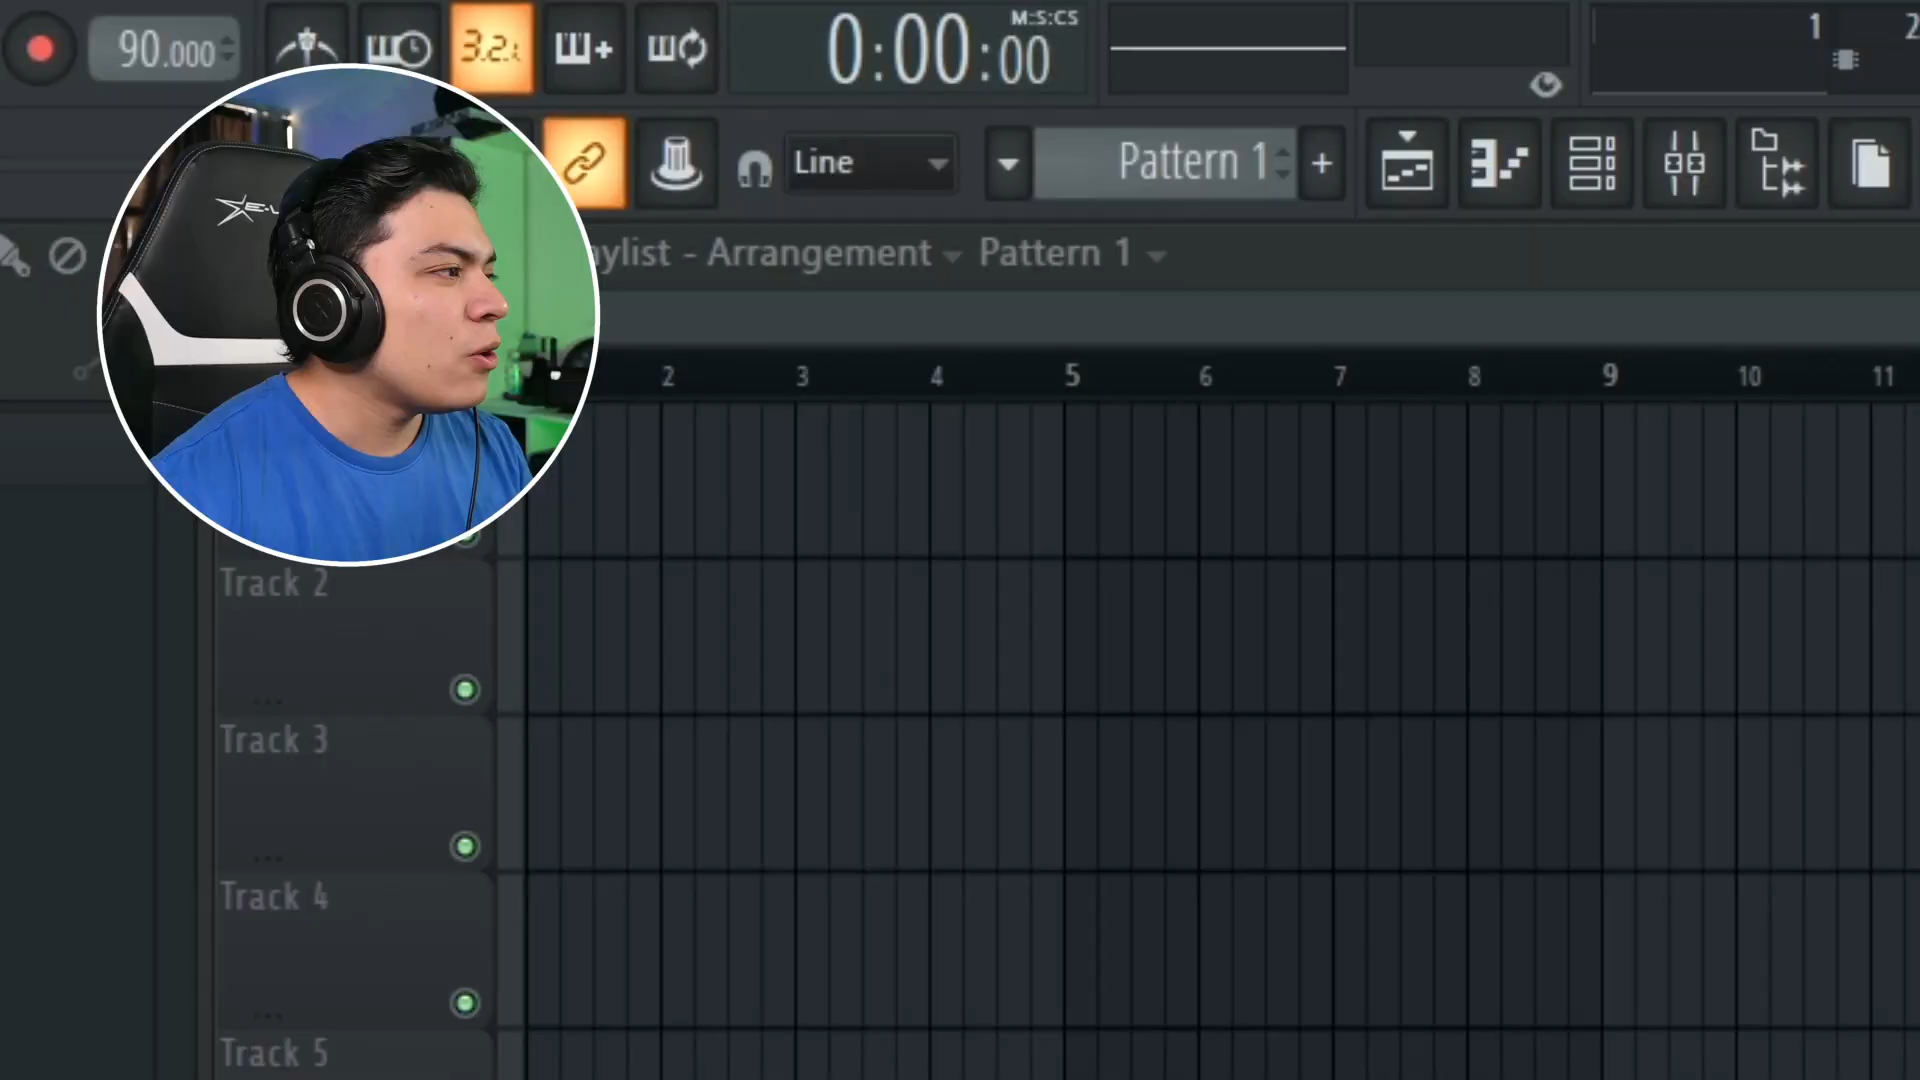 90.000
3.2.
0:00:00
M:S:CS
1
2
Line
Pattern 1
+
ylist - Arrangement
Pattern 1
2 3 4 5 6 7 8 9 10 11
Track 2
...
Track 3
...
Track 4
...
Track 5